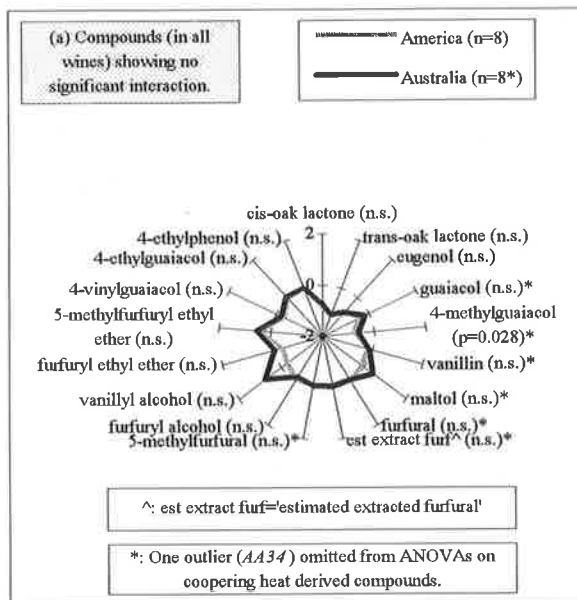 (a) Compounds (in all
wines) showing no
significant interaction.
America (n=8)
Australia (n=8*)
cis-oak lactone (n.s.)
2
4-ethylphenol (n.s.)
trans-oak lactone (n.s.)
4-ethylguaiacol (n.s.)
eugenol (n.s.)
0
4-vinylguaiacol (n.s.)
guaiacol (n.s.)*
5-methylfurfuryl ethyl
ether (n.s.)
4-methylguaiacol
(p=0.028)*
-2
furfuryl ethyl ether (n.s.)
vanillin (n.s.)*
vanillyl alcohol (n.s.)
maltol (n.s.)*
furfuryl alcohol (n.s.)
furfural (n.s.)*
5-methylfurfural (n.s.)*
est extract furf^ (n.s.)*
^: est extract furf='estimated extracted furfural'
*: One outlier (AA34) omitted from ANOVAs on
coopering heat derived compounds.